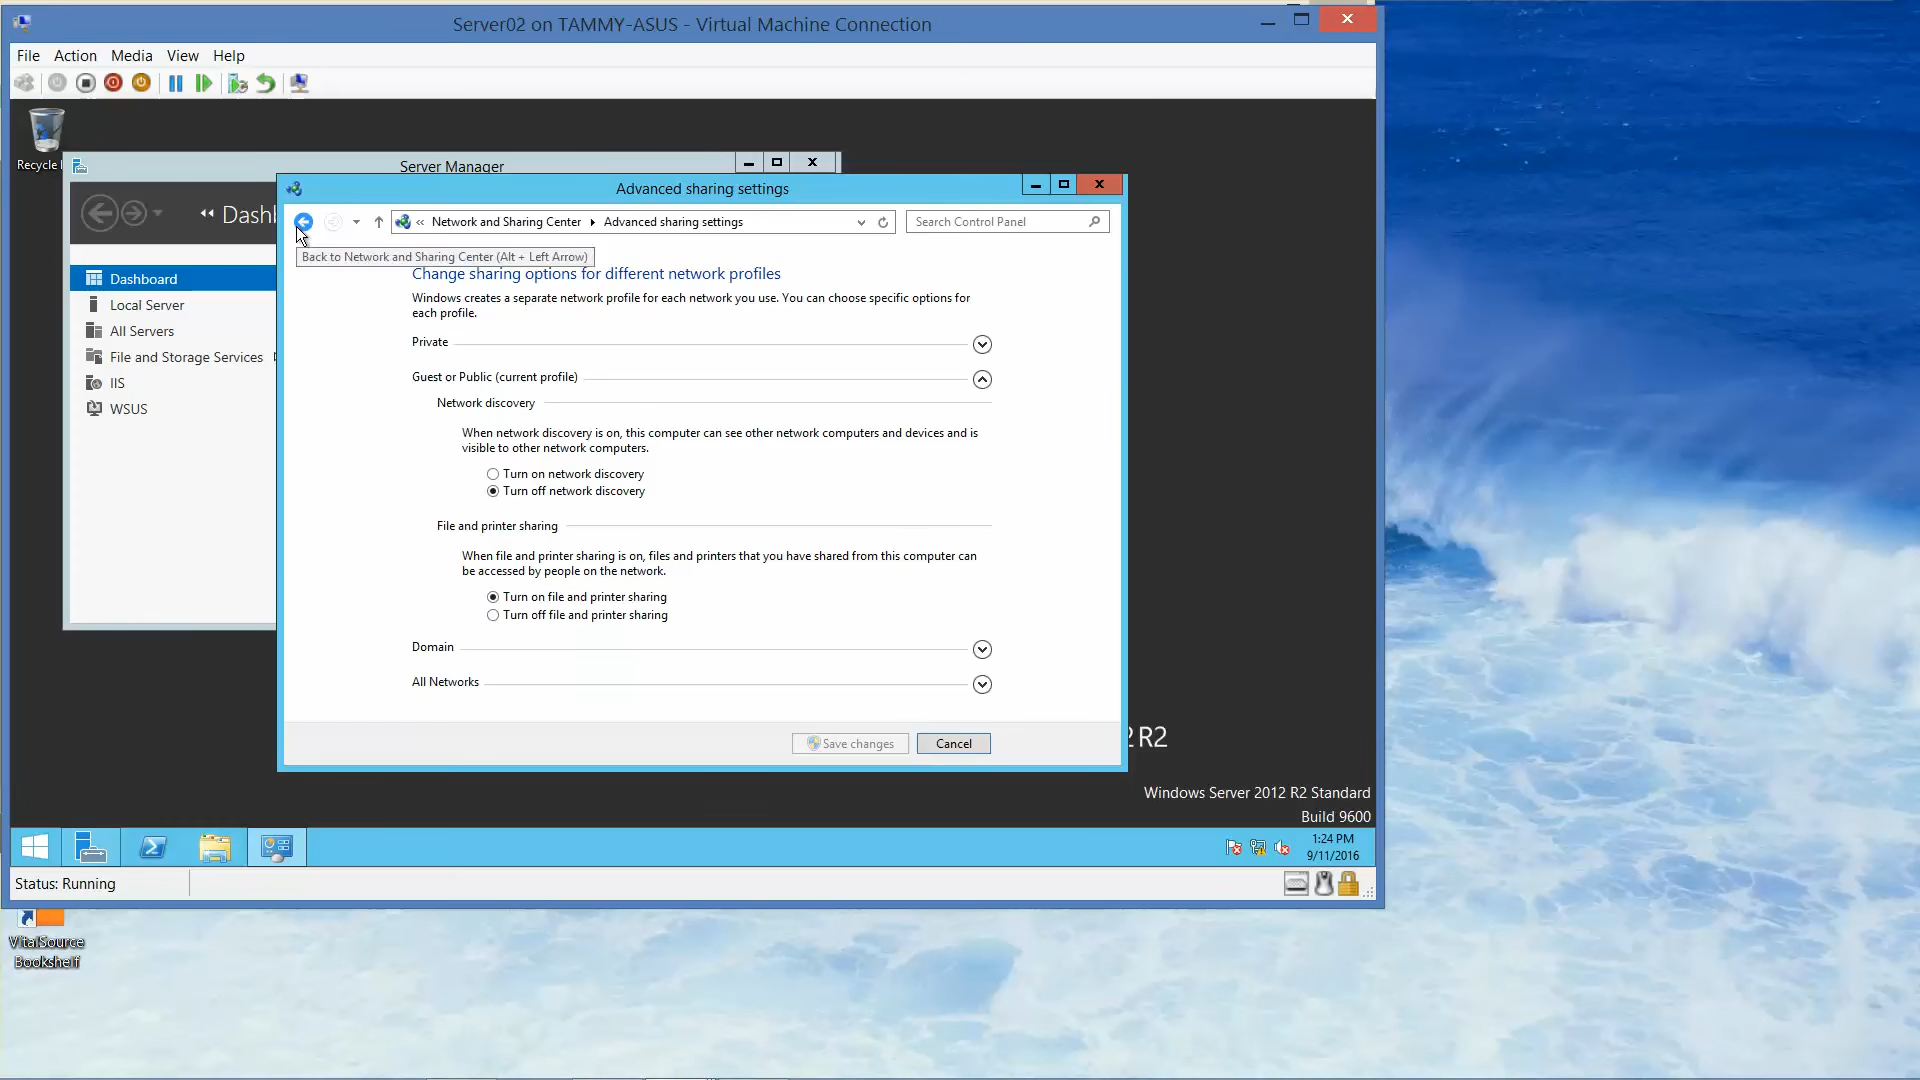 Server02 on TAMMY-ASUS - Virtual Machine Connection
File Action Media View Help
Recycle
Server Manager
Advanced sharing settings
Network and Sharing Center Advanced sharing settings
Search Control Panel
Back to Network and Sharing Center (Alt + Left Arrow)
Dashboard
Local Server
All Servers
File and Storage Services
IIS
WSUS
Change sharing options for different network profiles
Windows creates a separate network profile for each network you use. You can choose specific options for
each profile.
Private
Guest or Public (current profile)
Network discovery
When network discovery is on, this computer can see other network computers and devices and is
visible to other network computers.
Turn on network discovery
Turn off network discovery
File and printer sharing
When file and printer sharing is on, files and printers that you have shared from this computer can
be accessed by people on the network.
Turn on file and printer sharing
Turn off file and printer sharing
Domain
All Networks
Save changes
Cancel
R2
Windows Server 2012 R2 Standard
Build 9600
1:24 PM
9/11/2016
Status: Running
VitalSource
Bookshelf